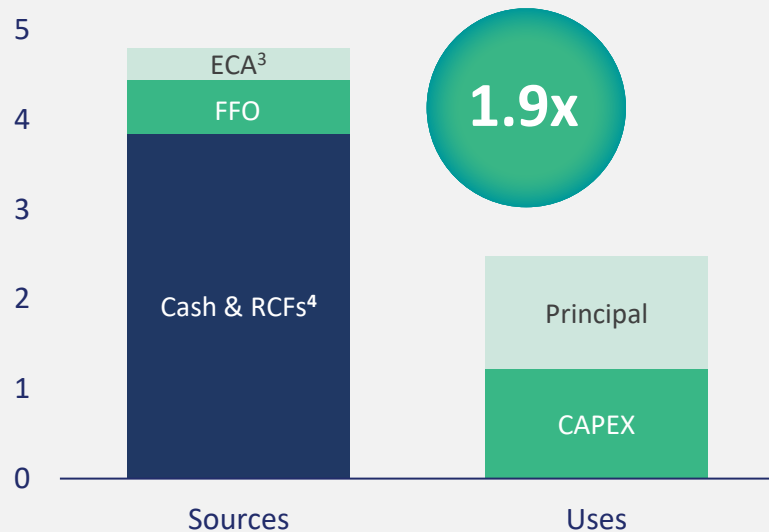 5
4
3
2
1
0
ECA³
FFO
Cash & RCFs⁴
1.9x
Principal
CAPEX
Sources
Uses